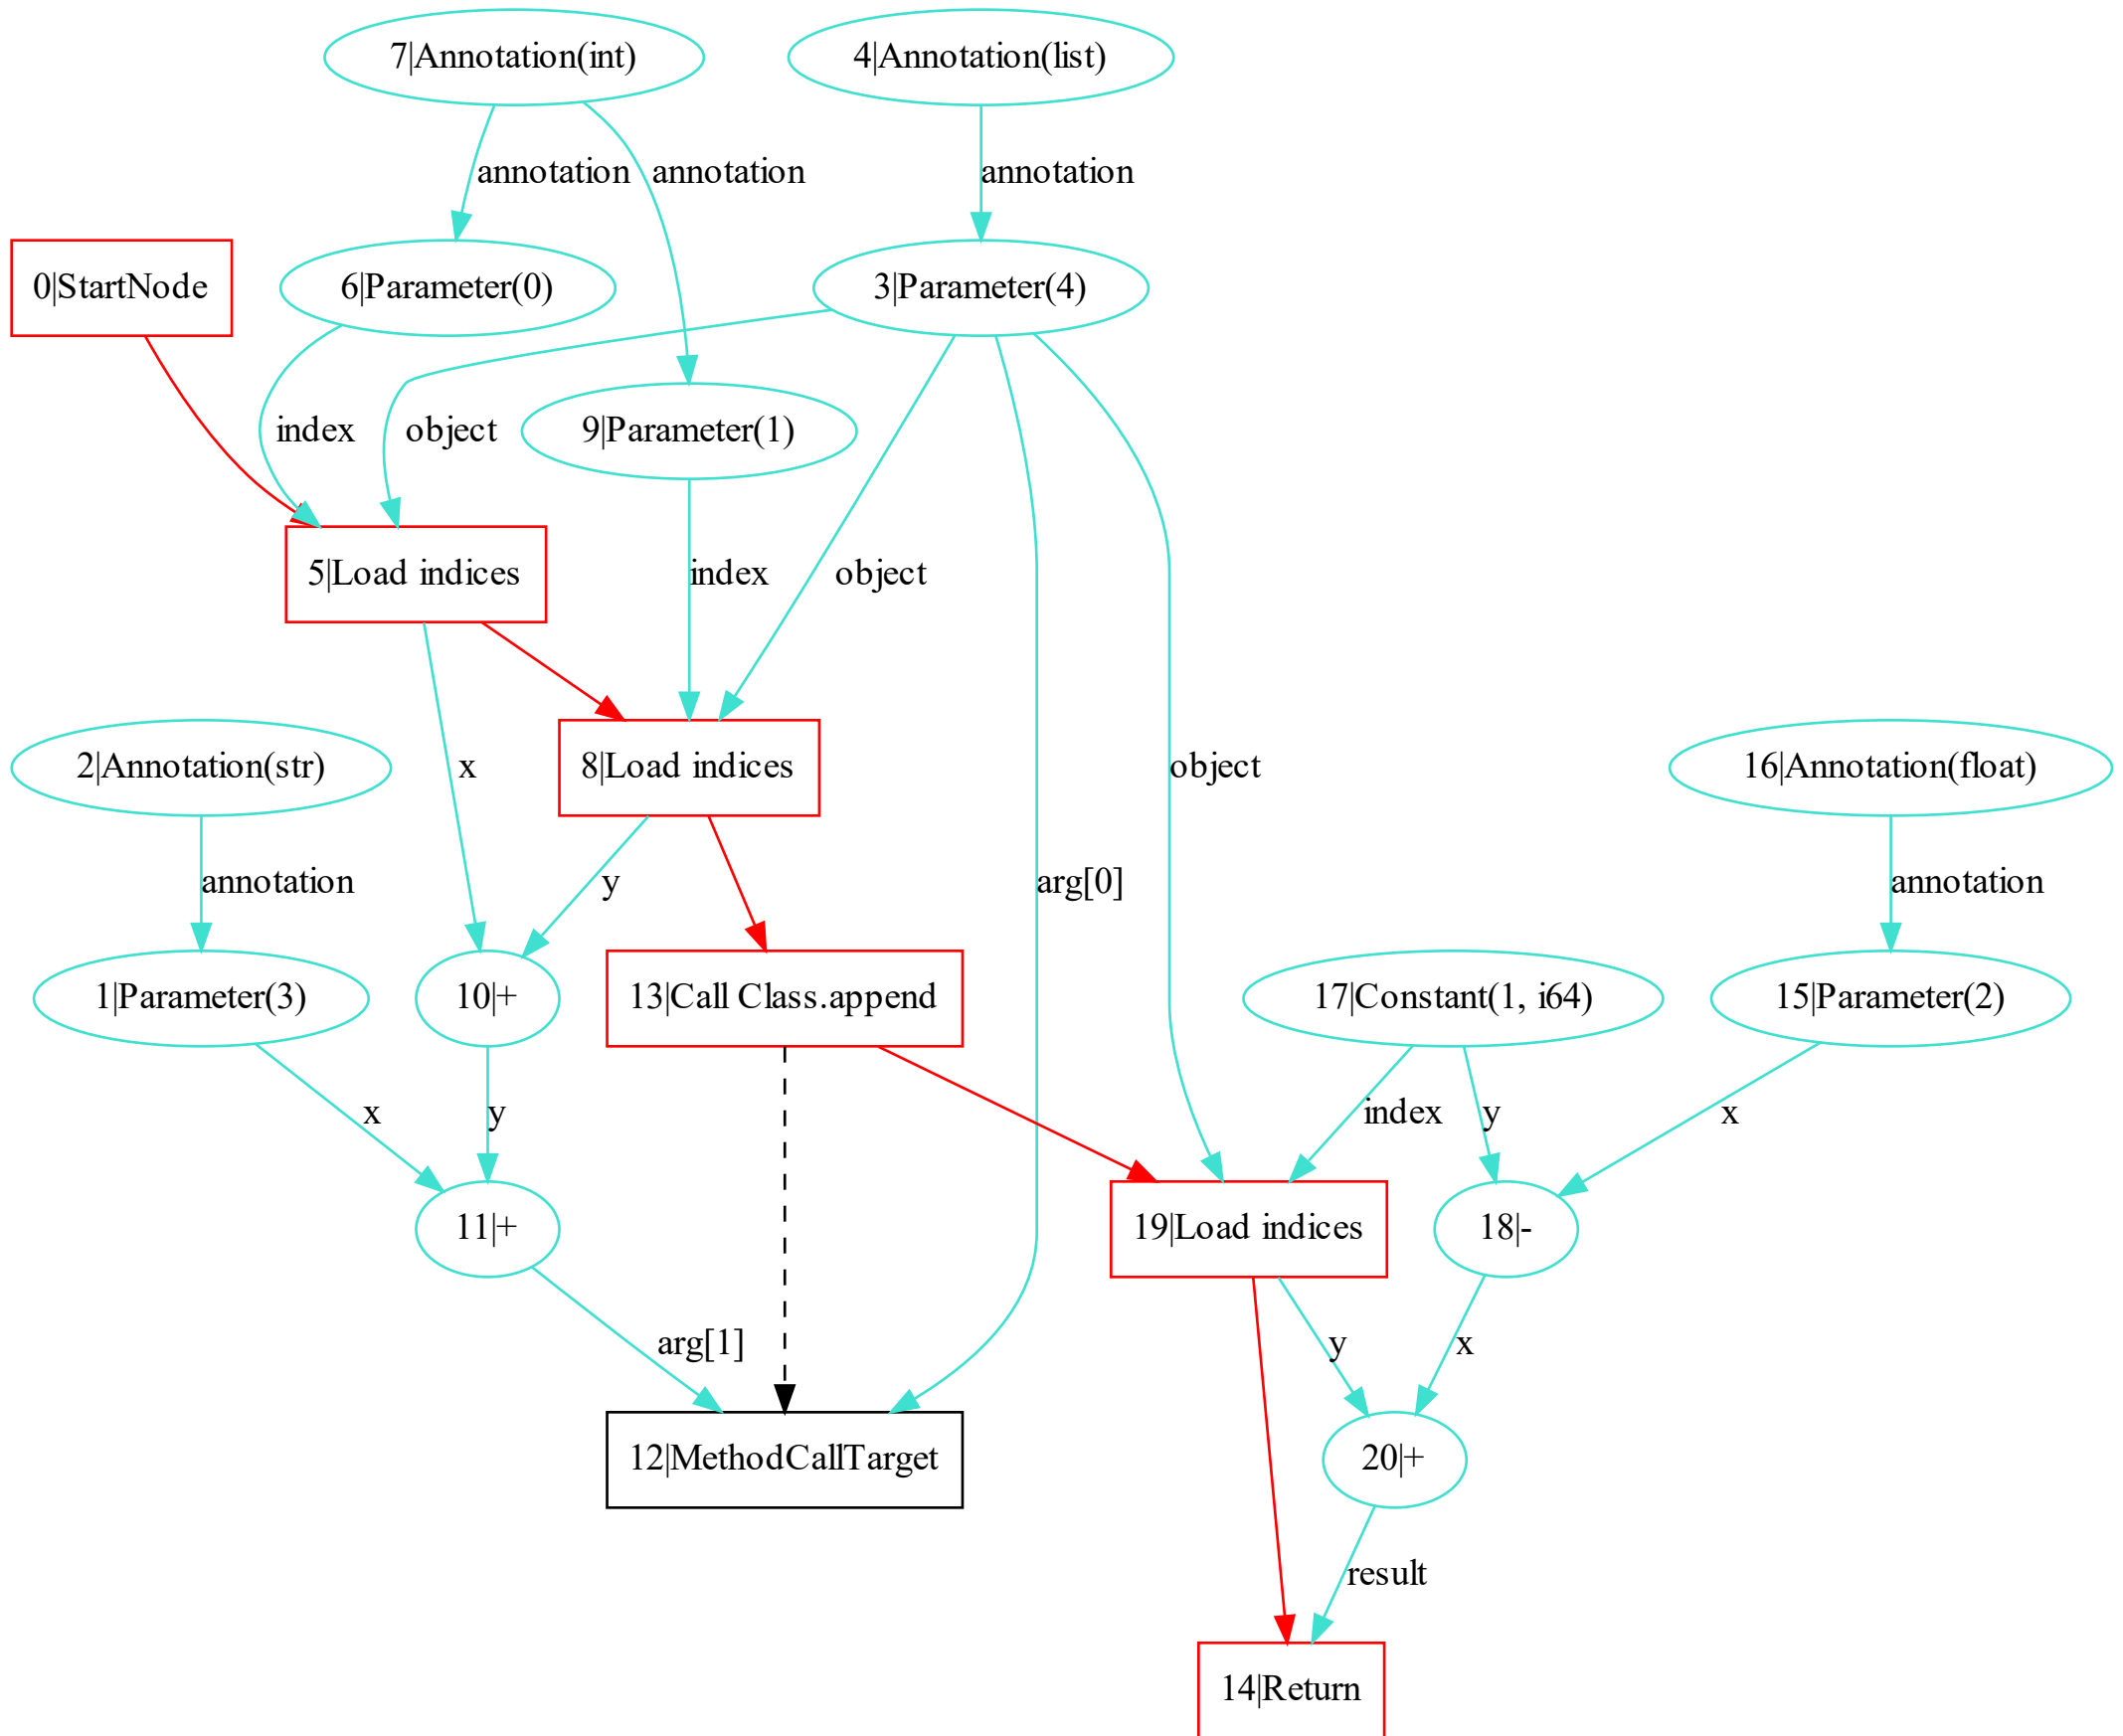 7|Annotation(int)
4|Annotation(list)
annotation
annotation
annotation
0|StartNode
6|Parameter(0)
3|Parameter(4)
index
object
9|Parameter(1)
5|Load indices
index
object
2|Annotation(str)
x
8|Load indices
object
16|Annotation(float)
annotation
y
arg[0]
annotation
1|Parameter(3)
10|+
13|Call Class.append
17|Constant(1, i64)
15|Parameter(2)
x
y
index
y
x
11|+
19|Load indices
18|-
arg[1]
y
x
12|MethodCallTarget
20|+
result
14|Return